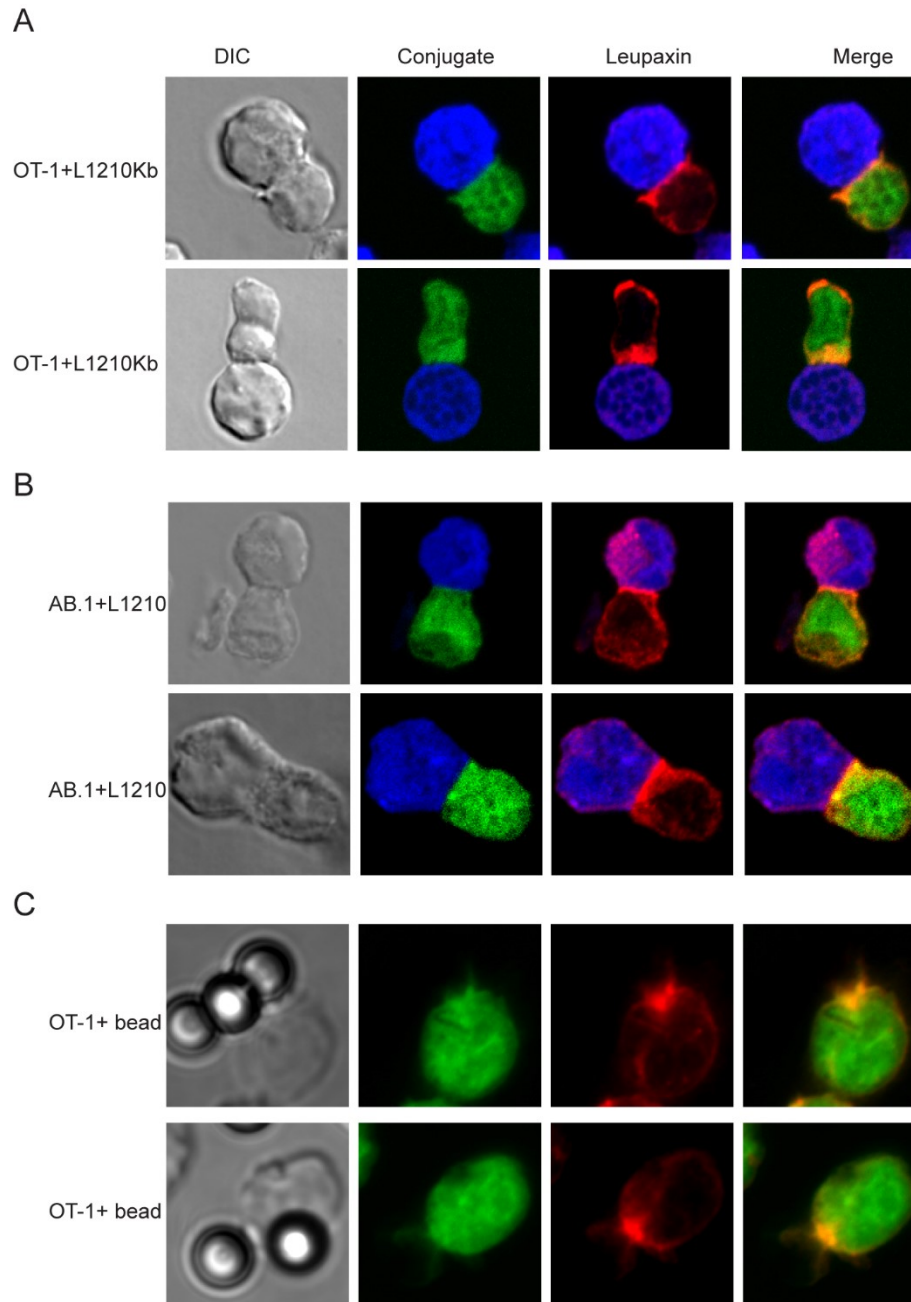 A
DIC Conjugate Leupaxin Merge
OT-1+L1210Kb
OT-1+L1210Kb
B
AB.1+L1210
AB.1+L1210
C
OT-1+ bead
OT-1+ bead